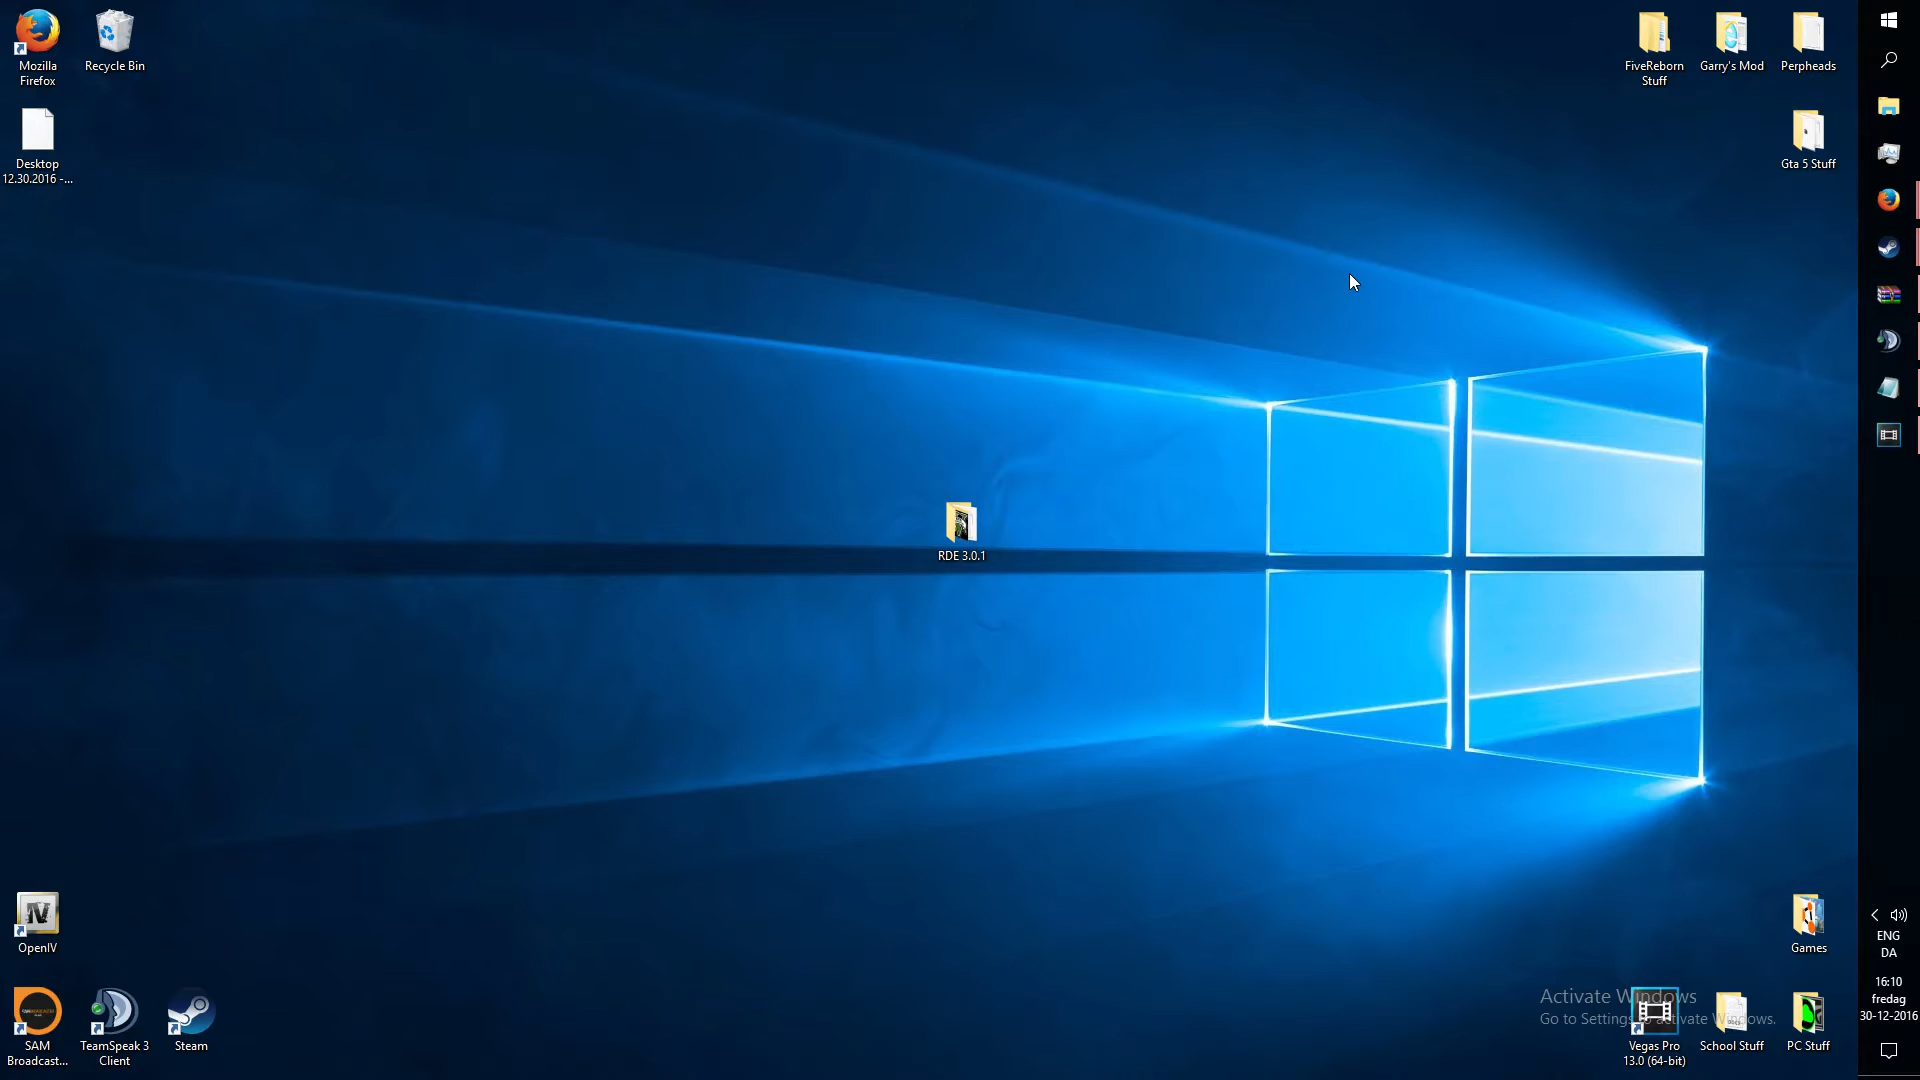 Mozilla
Firefox
Recycle Bin
FiveReborn
Stuff
Garry's Mod
Perpheads
Desktop
12.30.2016 -...
Gta 5 Stuff
RDE 3.0.1
OpenIV
Games
ENG
DA
16:10
fredag
30-12-2016
Activate Windows
Go to Settings to activate Windows.
SAM
Broadcast...
TeamSpeak 3
Client
Steam
Vegas Pro
13.0 (64-bit)
School Stuff
PC Stuff